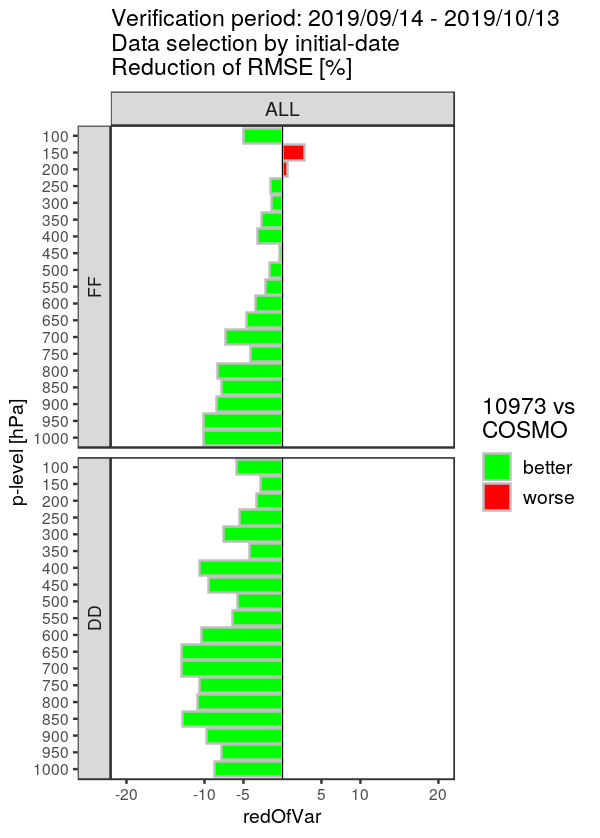 Verification period: 2019/09/14 - 2019/10/13
Data selection by initial-date
Reduction of RMSE [%]
ALL
FF
100
150
200
250
300
350
400
450
500
550
600
650
700
750
800
850
900
950
1000
p-level [hPa]
DD
100
150
200
250
300
350
400
450
500
550
600
650
700
750
800
850
900
950
1000
-20 -10 -5 5 10 20
redOfVar
10973 vs
COSMO
better
worse